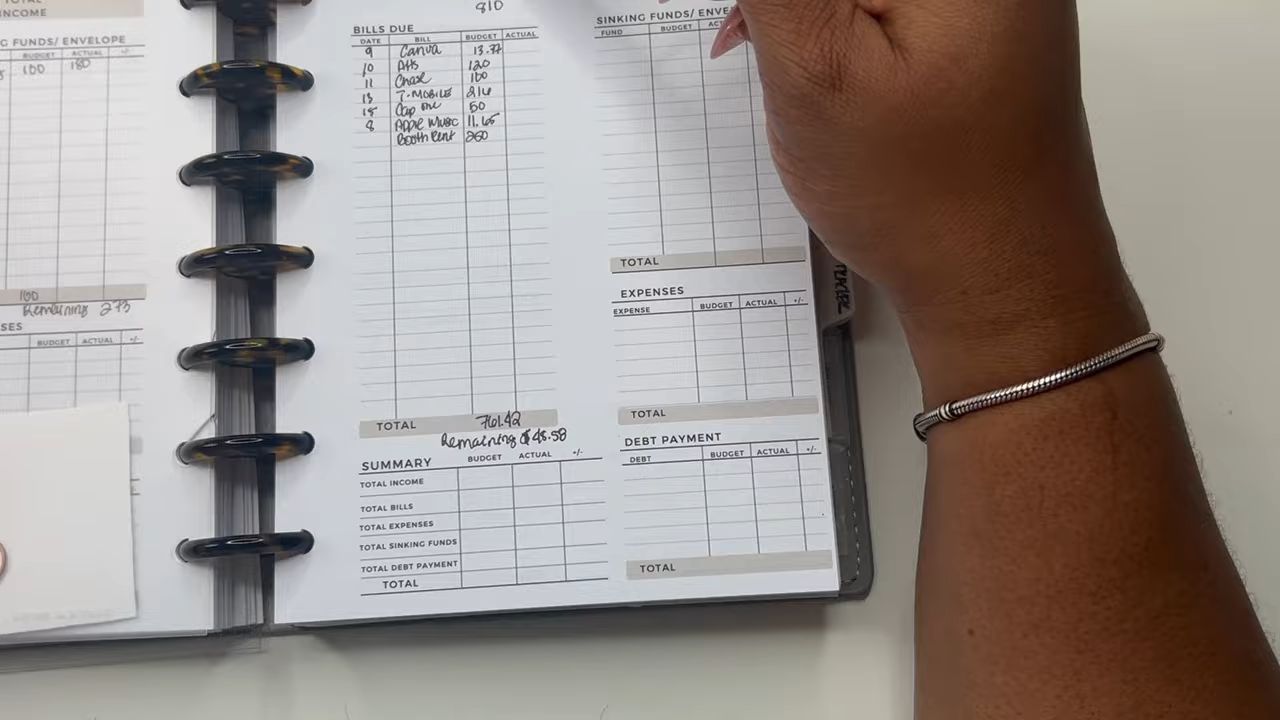 INCOME
G FUNDS/ ENVELOPE
BUDGET ACTUAL +/-
100 180
Remaining 273
SES
BUDGET ACTUAL +/-
810
BILLS DUE
DATE BILL BUDGET ACTUAL
9 Canva 13.77
10 Att 120
11 Chase 100
13 T-MOBILE 216
15 Cap one 50
8 Apple Music 11.65
Booth Rent 250
TOTAL 761.42
Remaining $48.58
SUMMARY BUDGET ACTUAL +/-
TOTAL INCOME
TOTAL BILLS
TOTAL EXPENSES
TOTAL SINKING FUNDS
TOTAL DEBT PAYMENT
TOTAL
SINKING FUNDS/ ENVE
FUND BUDGET ACT
TOTAL
EXPENSES
EXPENSE BUDGET ACTUAL +/-
TOTAL
DEBT PAYMENT
DEBT BUDGET ACTUAL +/-
TOTAL